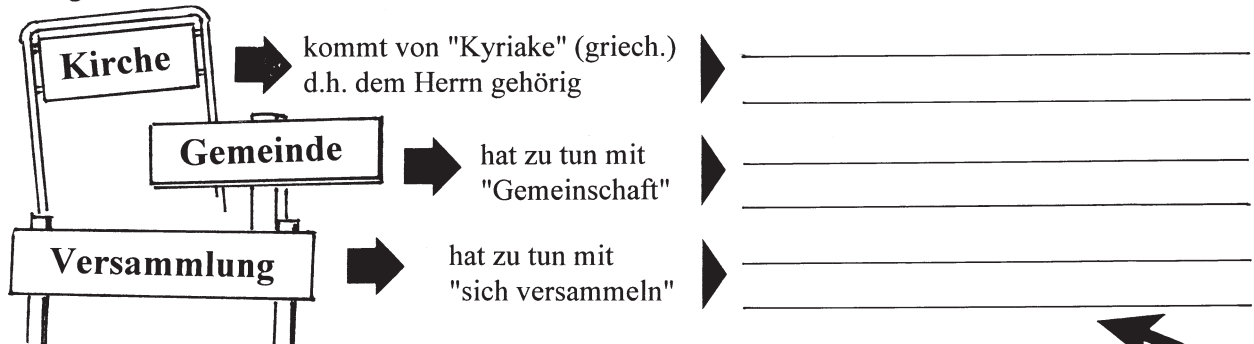 Kirche
kommt von "Kyriake" (griech.)
d.h. dem Herrn gehörig
Gemeinde
hat zu tun mit
"Gemeinschaft"
Versammlung
hat zu tun mit
"sich versammeln"